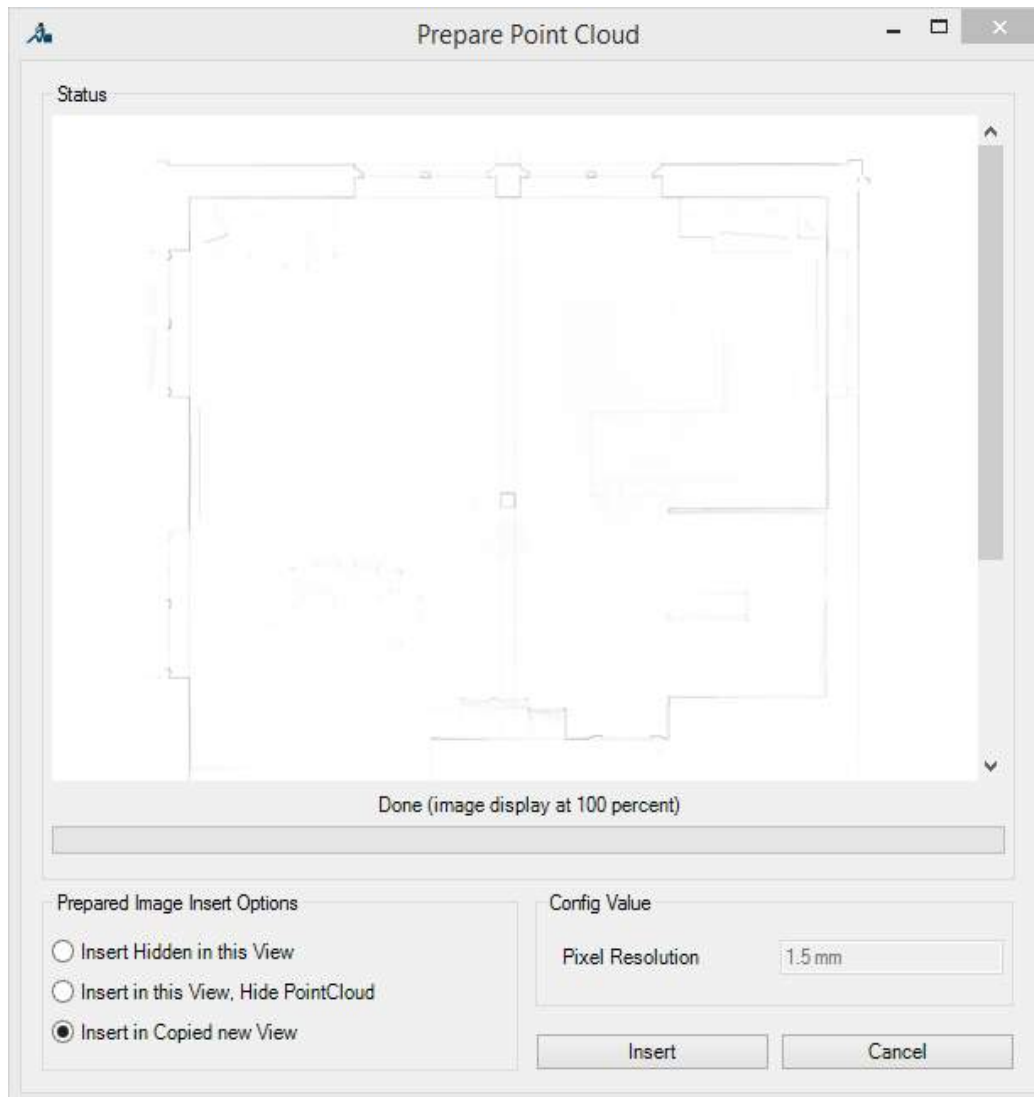 Prepare Point Cloud
Status
Done (image display at 100 percent)
Prepared Image Insert Options
Insert Hidden in this View
Insert in this View, Hide PointCloud
Insert in Copied new View
Config Value
Pixel Resolution 1.5 mm
Insert Cancel